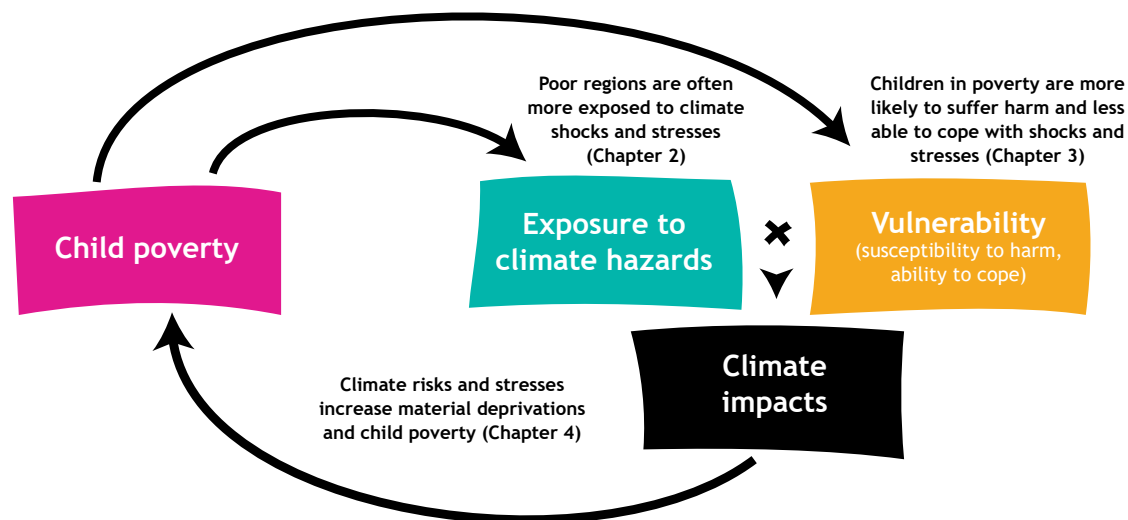 Poor regions are often
more exposed to climate
shocks and stresses
(Chapter 2)
Children in poverty are more
likely to suffer harm and less
able to cope with shocks and
stresses (Chapter 3)
Child poverty
Exposure to
climate hazards
Vulnerability
(susceptibility to harm,
ability to cope)
Climate
impacts
Climate risks and stresses
increase material deprivations
and child poverty (Chapter 4)